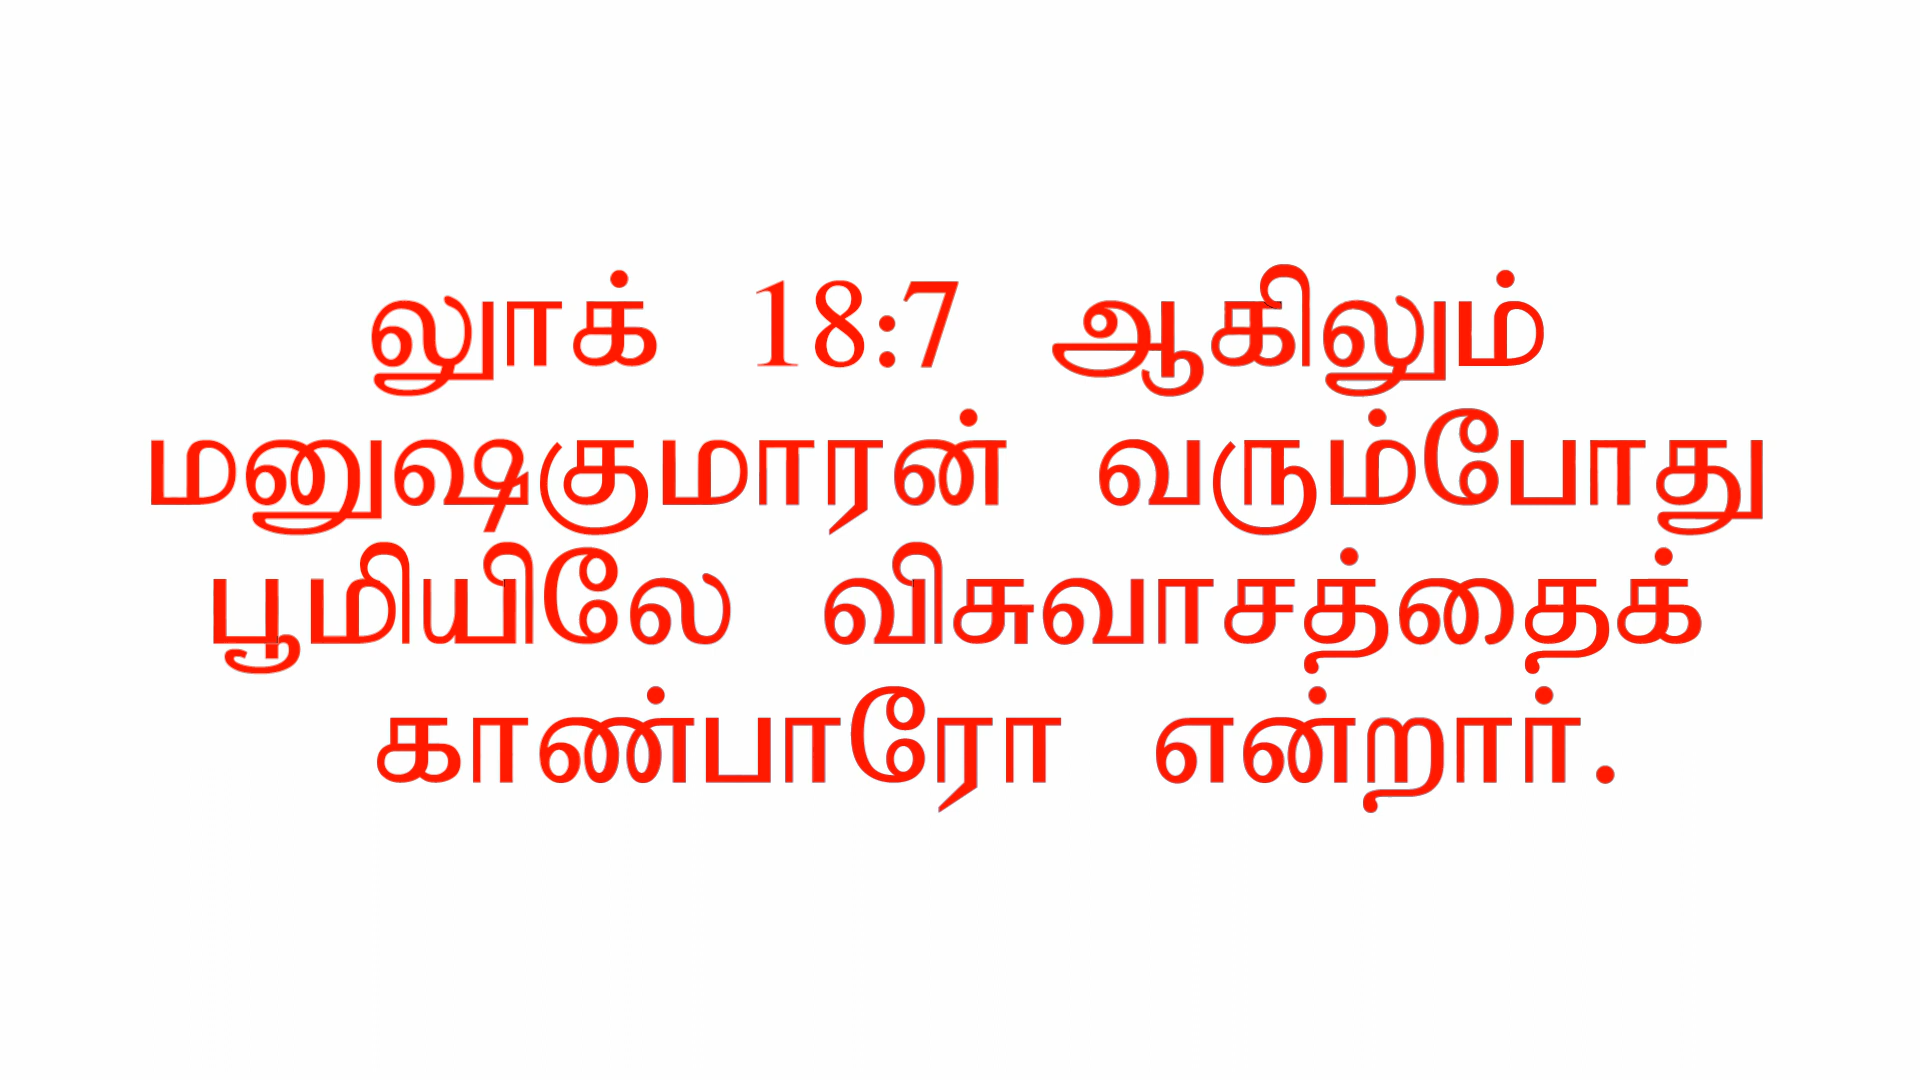 லுாக் 18:7 ஆகிலும்
மனுஷகுமாரன் வரும்போது
பூமியிலே விசுவாசத்தைக்
காண்பாரோ என்றார்.